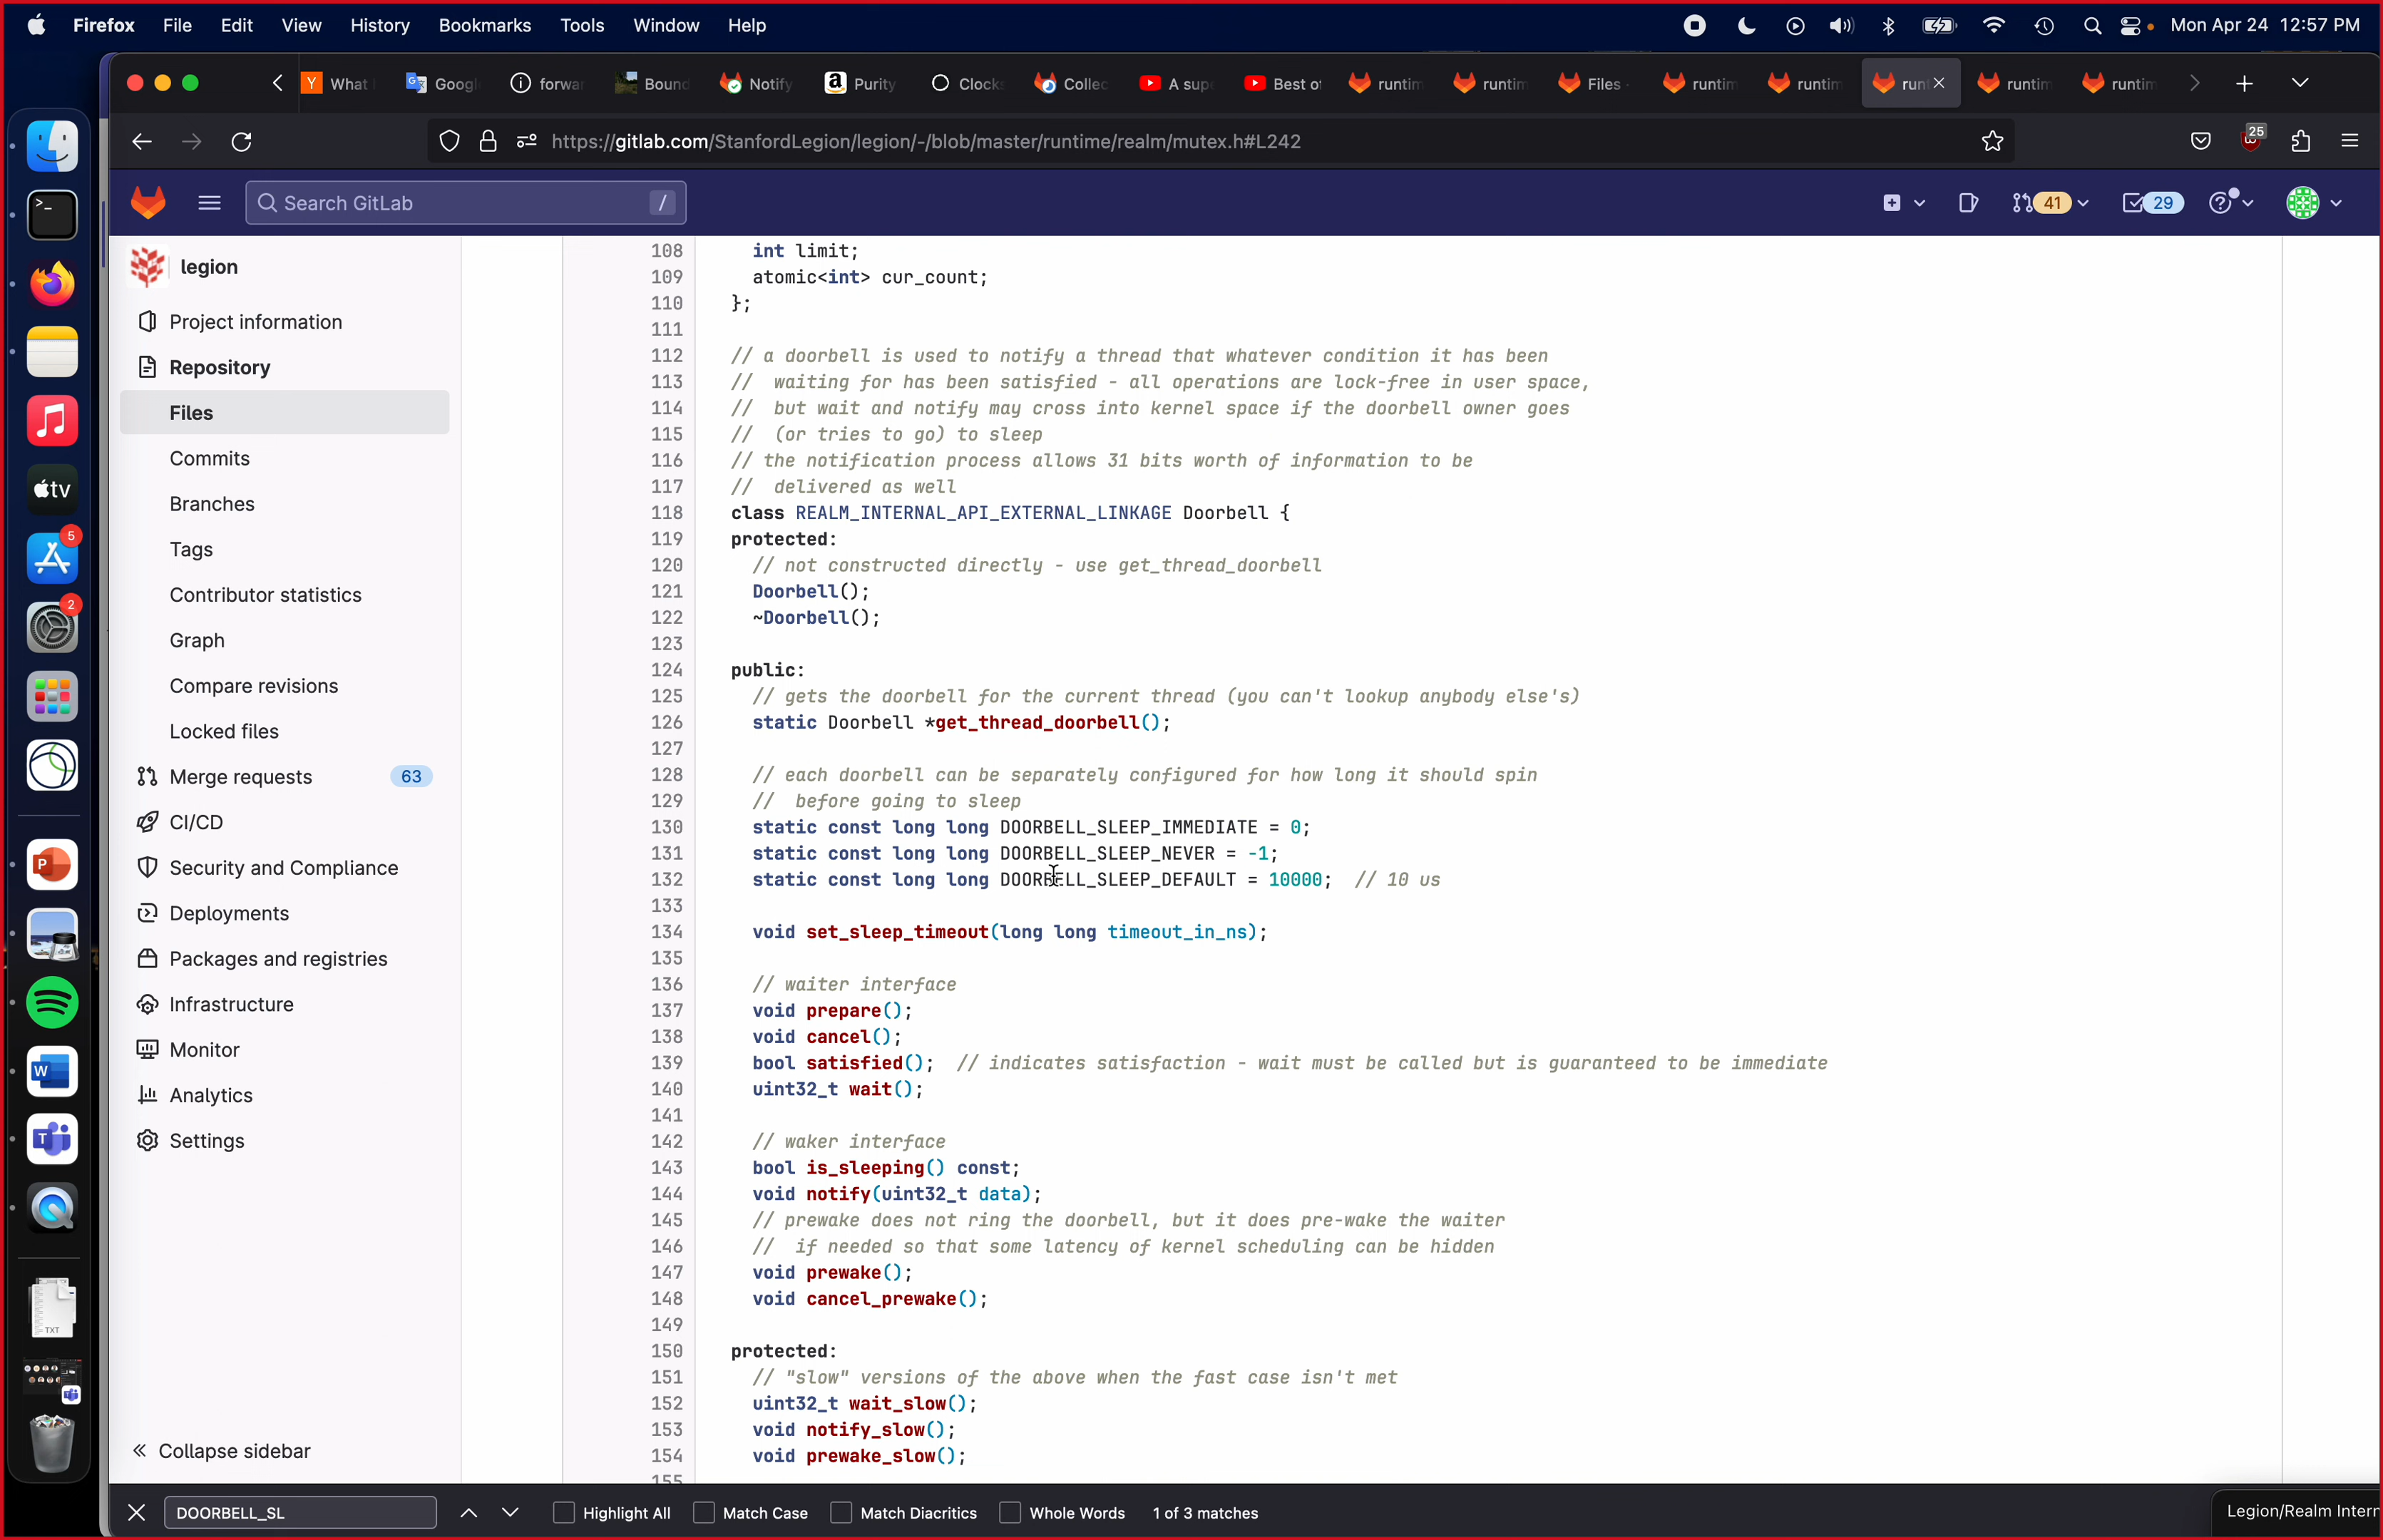 Firefox File Edit View History Bookmarks Tools Window Help Mon Apr 24 12:57 PM
What Googl forwa Bound Notify Purity Clocks Collec A supe Best of runtim runtim Files - runtim runtim run runtim runtim
https://gitlab.com/StanfordLegion/legion/-/blob/master/runtime/realm/mutex.h#L242
25
Search GitLab /
41
29
legion
Project information
Repository
Files
Commits
Branches
Tags
Contributor statistics
Graph
Compare revisions
Locked files
Merge requests 63
CI/CD
Security and Compliance
Deployments
Packages and registries
Infrastructure
Monitor
Analytics
Settings
Collapse sidebar
tv
5
2
P
W
T
TXT
108 int limit;
109 atomic<int> cur_count;
110 };
111
112 // a doorbell is used to notify a thread that whatever condition it has been
113 // waiting for has been satisfied - all operations are lock-free in user space,
114 // but wait and notify may cross into kernel space if the doorbell owner goes
115 // (or tries to go) to sleep
116 // the notification process allows 31 bits worth of information to be
117 // delivered as well
118 class REALM_INTERNAL_API_EXTERNAL_LINKAGE Doorbell {
119 protected:
120 // not constructed directly - use get_thread_doorbell
121 Doorbell();
122 ~Doorbell();
123
124 public:
125 // gets the doorbell for the current thread (you can't lookup anybody else's)
126 static Doorbell *get_thread_doorbell();
127
128 // each doorbell can be separately configured for how long it should spin
129 // before going to sleep
130 static const long long DOORBELL_SLEEP_IMMEDIATE = 0;
131 static const long long DOORBELL_SLEEP_NEVER = -1;
132 static const long long DOORBELL_SLEEP_DEFAULT = 10000; // 10 us
133
134 void set_sleep_timeout(long long timeout_in_ns);
135
136 // waiter interface
137 void prepare();
138 void cancel();
139 bool satisfied(); // indicates satisfaction - wait must be called but is guaranteed to be immediate
140 uint32_t wait();
141
142 // waker interface
143 bool is_sleeping() const;
144 void notify(uint32_t data);
145 // prewake does not ring the doorbell, but it does pre-wake the waiter
146 // if needed so that some latency of kernel scheduling can be hidden
147 void prewake();
148 void cancel_prewake();
149
150 protected:
151 // "slow" versions of the above when the fast case isn't met
152 uint32_t wait_slow();
153 void notify_slow();
154 void prewake_slow();
155
DOORBELL_SL Highlight All Match Case Match Diacritics Whole Words 1 of 3 matches
Legion/Realm Intern